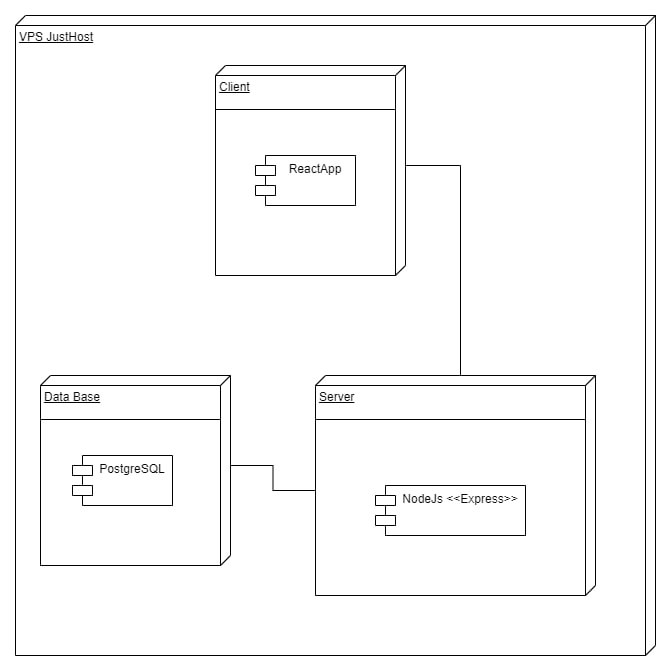 VPS JustHost
Client
ReactApp
Data Base
PostgreSQL
Server
NodeJs <<Express>>